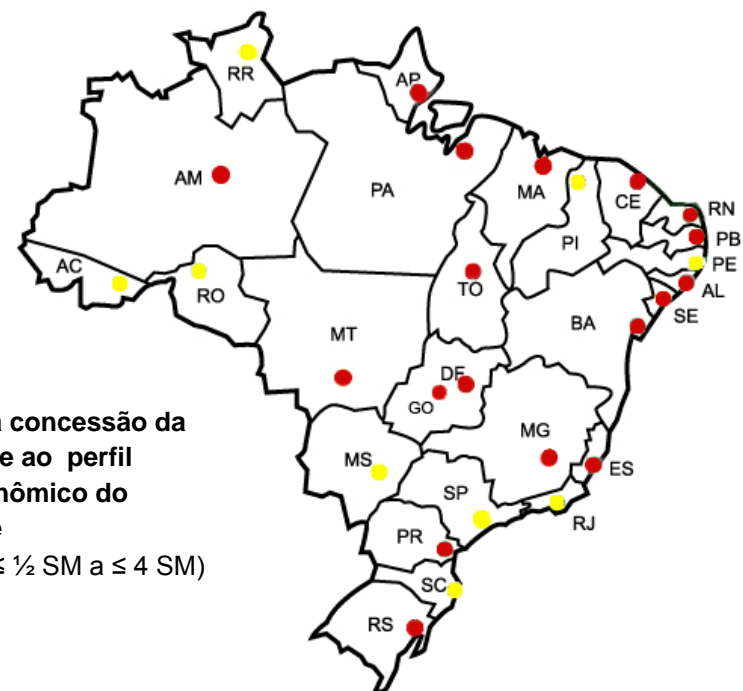 RR
AP
AM
PA
MA
CE
RN
PB
PI
PE
AC
RO
TO
AL
SE
BA
MT
DF
GO
a concessão da
e ao perfil
MG
ES
MS
nômico do
SP
RJ
PR
≤ ½ SM a ≤ 4 SM)
SC
RS